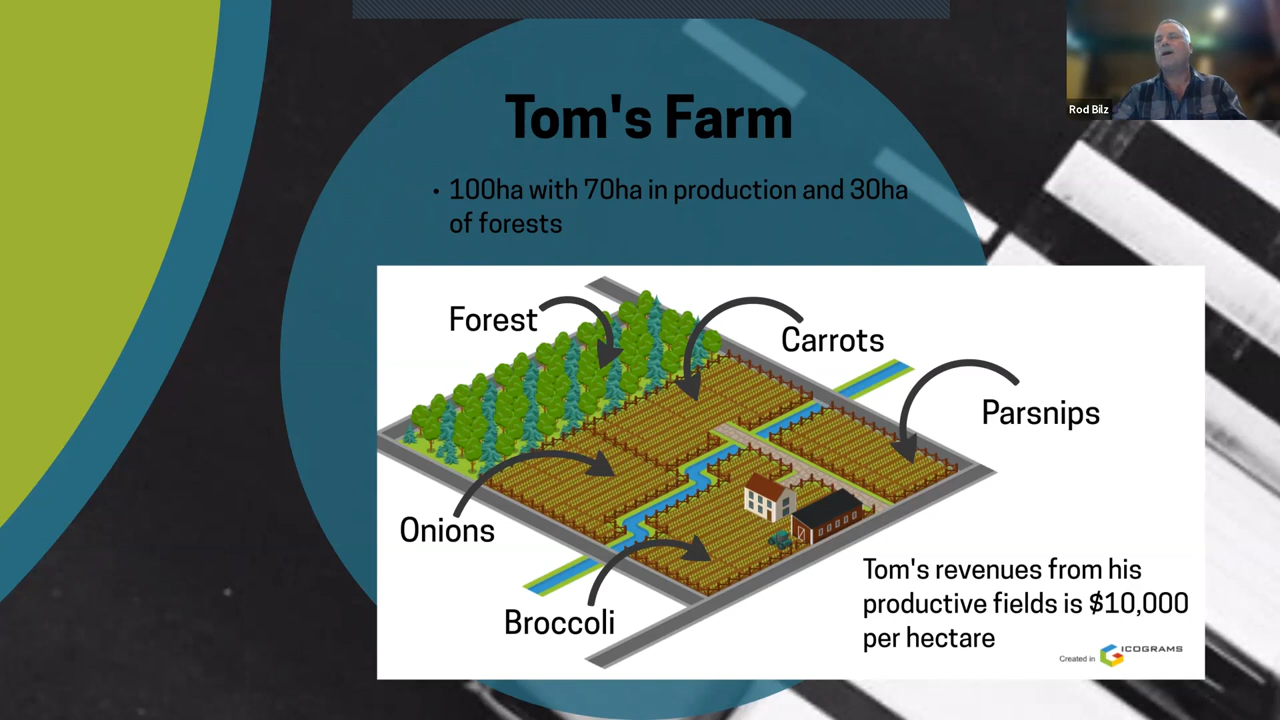 Tom's Farm
Rod Bilz
• 100ha with 70ha in production and 30ha
of forests
Forest
Carrots
Parsnips
Onions
Broccoli
Tom's revenues from his
productive fields is $10,000
per hectare
Created in ICOGRAMS